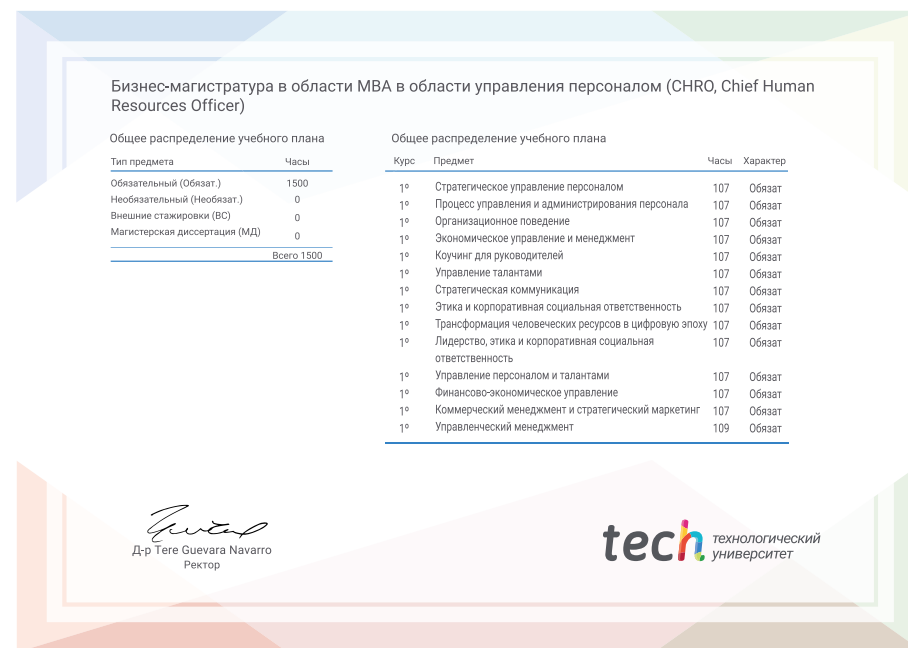 Бизнес-магистратура в области MBA в области управления персоналом (CHRO, Chief Human
Resources Officer)
Общее распределение учебного плана
Тип предмета Часы
Обязательный (Обязат.) 1500
Необязательный (Необязат.) 0
Внешние стажировки (ВС) 0
Магистерская диссертация (МД) 0
Всего 1500
Общее распределение учебного плана
Курс Предмет Часы Характер
1º Стратегическое управление персоналом 107 Обязат
1º Процесс управления и администрирования персонала 107 Обязат
1º Организационное поведение 107 Обязат
1º Экономическое управление и менеджмент 107 Обязат
1º Коучинг для руководителей 107 Обязат
1º Управление талантами 107 Обязат
1º Стратегическая коммуникация 107 Обязат
1º Этика и корпоративная социальная ответственность 107 Обязат
1º Трансформация человеческих ресурсов в цифровую эпоху 107 Обязат
1º Лидерство, этика и корпоративная социальная 107 Обязат
ответственность
1º Управление персоналом и талантами 107 Обязат
1º Финансово-экономическое управление 107 Обязат
1º Коммерческий менеджмент и стратегический маркетинг 107 Обязат
1º Управленческий менеджмент 109 Обязат
Д-р Tere Guevara Navarro
Ректор
tech технологический
университет